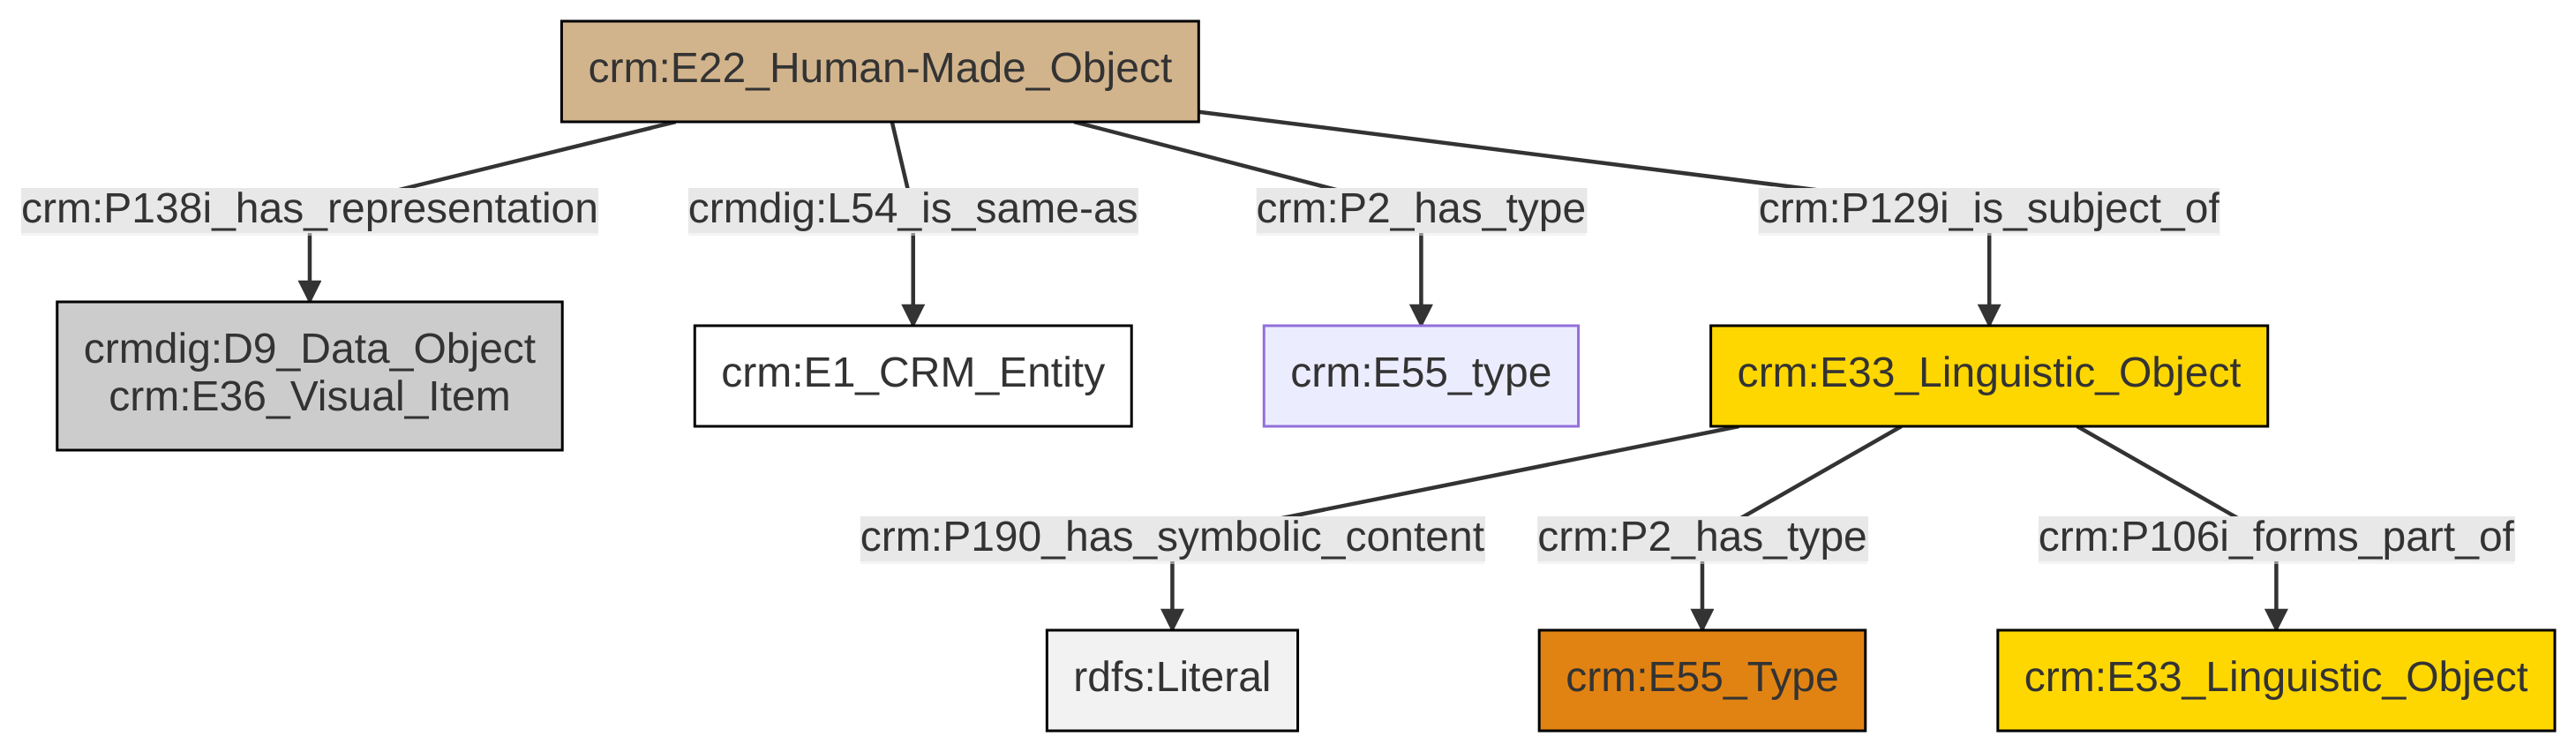 crm:E22_Human-Made_Object
crm:P138i_has_representation
crmdig:L54_is_same-as
crm:P2_has_type
crm:P129i_is_subject_of
crmdig:D9_Data_Object
crm:E36_Visual_Item
crm:E1_CRM_Entity
crm:E55_type
crm:E33_Linguistic_Object
crm:P190_has_symbolic_content
crm:P2_has_type
crm:P106i_forms_part_of
rdfs:Literal
crm:E55_Type
crm:E33_Linguistic_Object